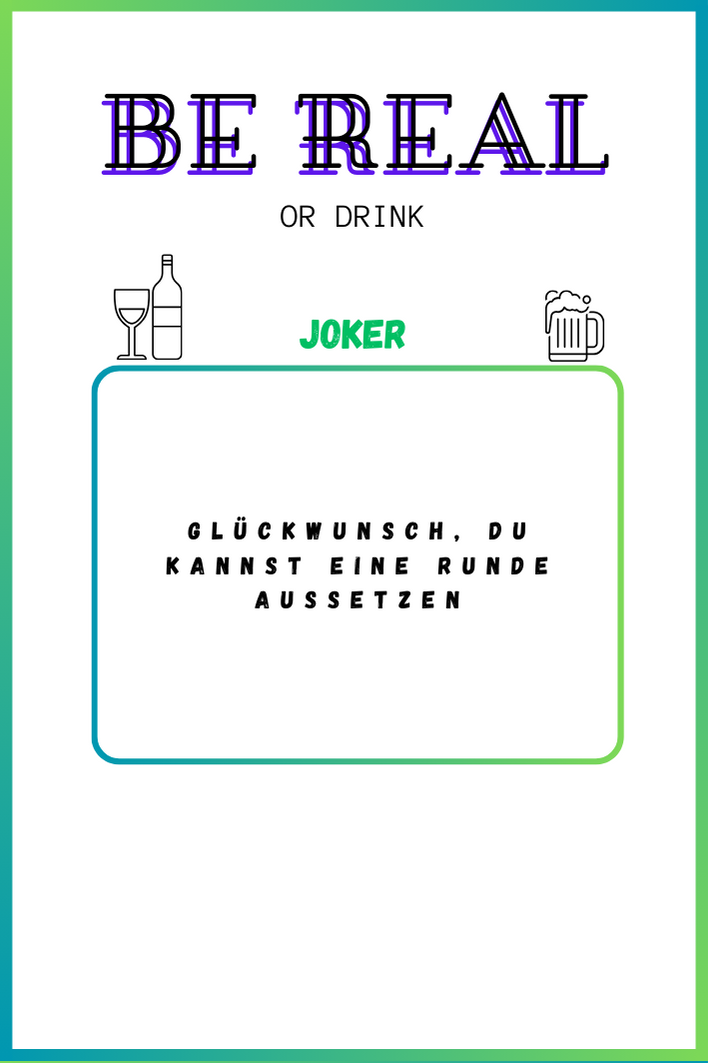 BE REAL
OR DRINK
JOKER
GLÜCKWUNSCH, DU
KANNST EINE RUNDE
AUSSETZEN